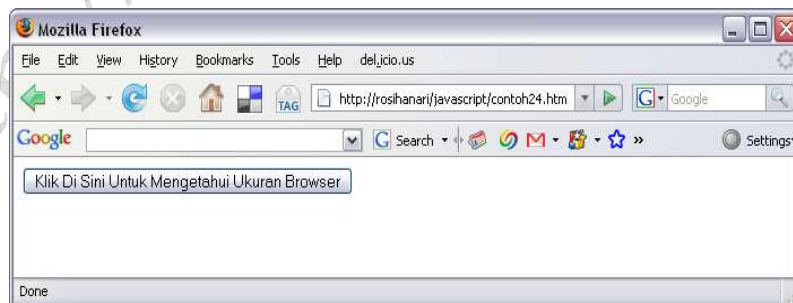 Mozilla Firefox
File Edit View History Bookmarks Tools Help del.icio.us
TAG http://rosihanari/javascript/contoh24.htm G Google
Google G Search M » Settings
Klik Di Sini Untuk Mengetahui Ukuran Browser
Done